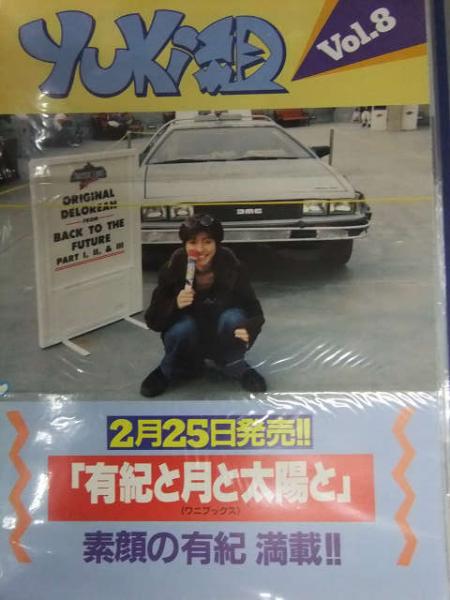 YUKi組
Vol.8
ORIGINAL
DELOREAN
FROM
BACK TO THE
FUTURE
PART I, II, & III
DMC
2月25日発売!!
「有紀と月と太陽と」
(ワニブックス)
素顔の有紀 満載!!